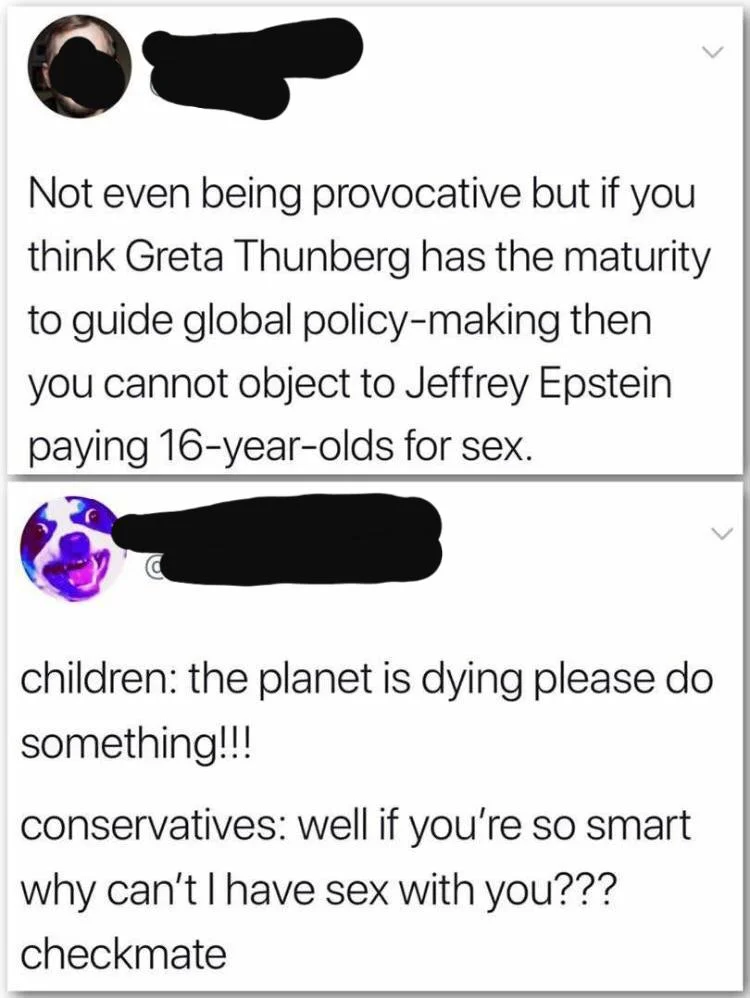 Not even being provocative but if you
think Greta Thunberg has the maturity
to guide global policy-making then
you cannot object to Jeffrey Epstein
paying 16-year-olds for sex.
@
children: the planet is dying please do
something!!!
conservatives: well if you're so smart
why can't I have sex with you???
checkmate